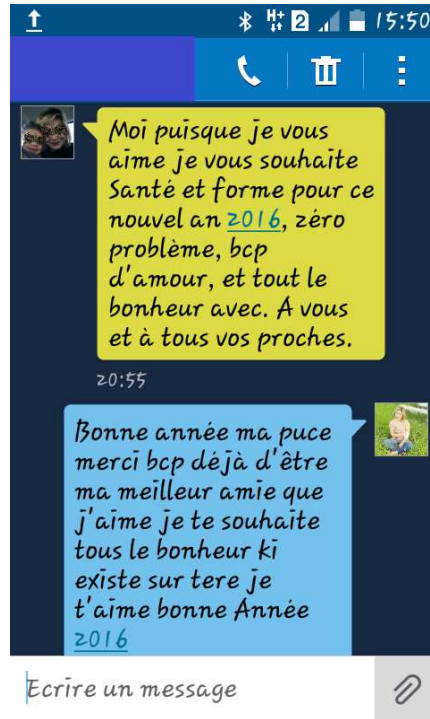 2 15:50
Moi puisque je vous
aime je vous souhaite
Santé et forme pour ce
nouvel an 2016, zéro
problème, bcp
d'amour, et tout le
bonheur avec. A vous
et à tous vos proches.
20:55
Bonne année ma puce
merci bcp déjà d'être
ma meilleur amie que
j'aime je te souhaite
tous le bonheur ki
existe sur tere je
t'aime bonne Année
2016
Ecrire un message